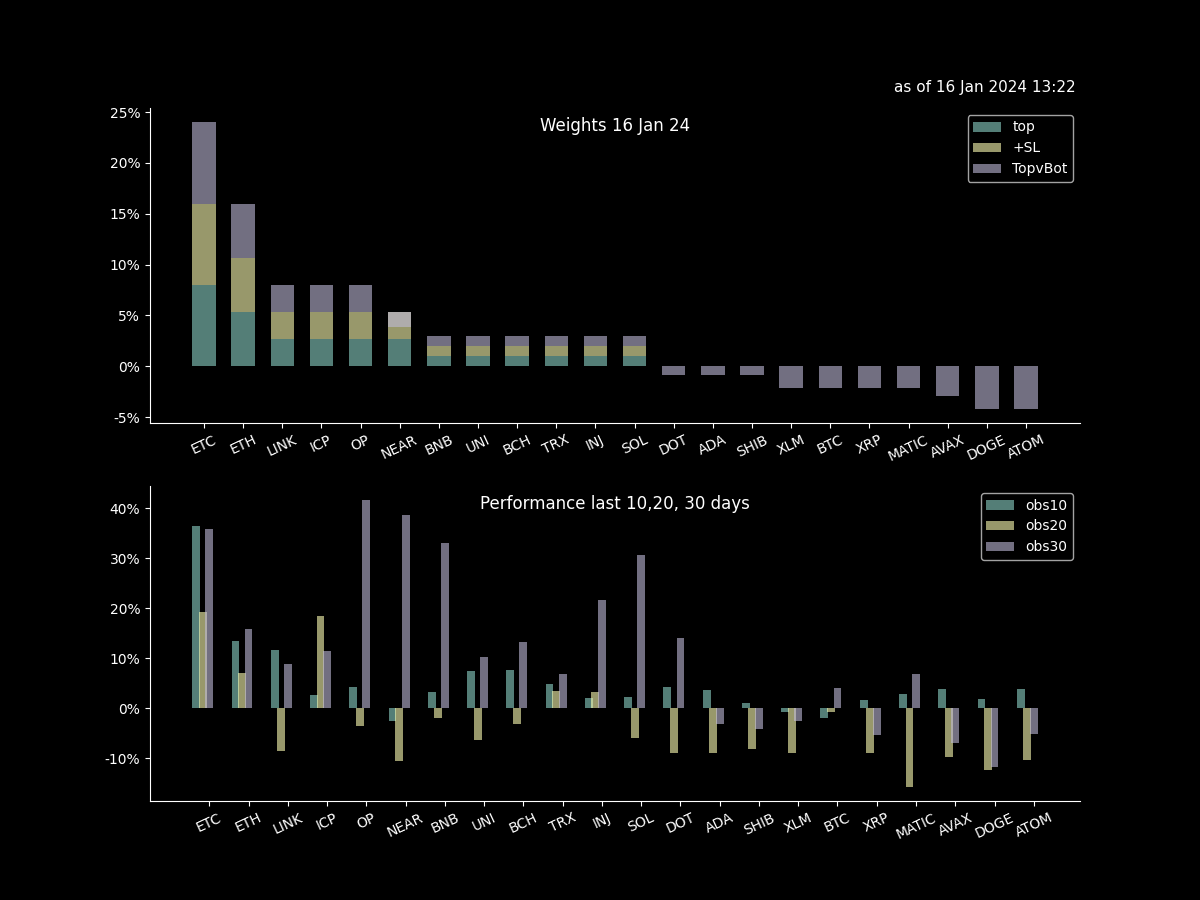 as of 16 Jan 2024 13:22
Weights 16 Jan 24
top
+SL
TopvBot
25%
20%
15%
10%
5%
0%
-5%
ETC ETH LINK ICP OP NEAR BNB UNI BCH TRX INJ SOL DOT ADA SHIB XLM BTC XRP MATIC AVAX DOGE ATOM
Performance last 10,20, 30 days
obs10
obs20
obs30
40%
30%
20%
10%
0%
-10%
ETC ETH LINK ICP OP NEAR BNB UNI BCH TRX INJ SOL DOT ADA SHIB XLM BTC XRP MATIC AVAX DOGE ATOM